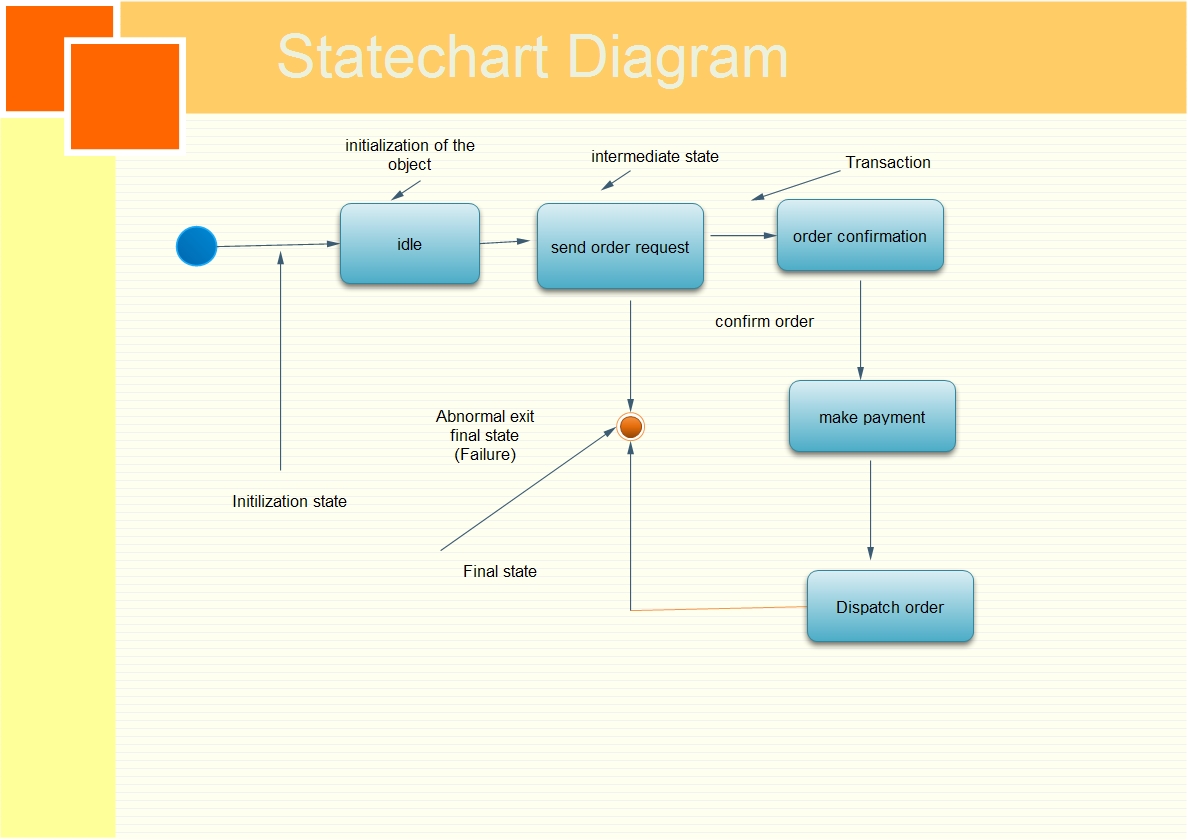 Statechart Diagram
initialization of the
object
intermediate state
Transaction
idle
send order request
order confirmation
confirm order
Abnormal exit
final state
(Failure)
make payment
Initilization state
Final state
Dispatch order